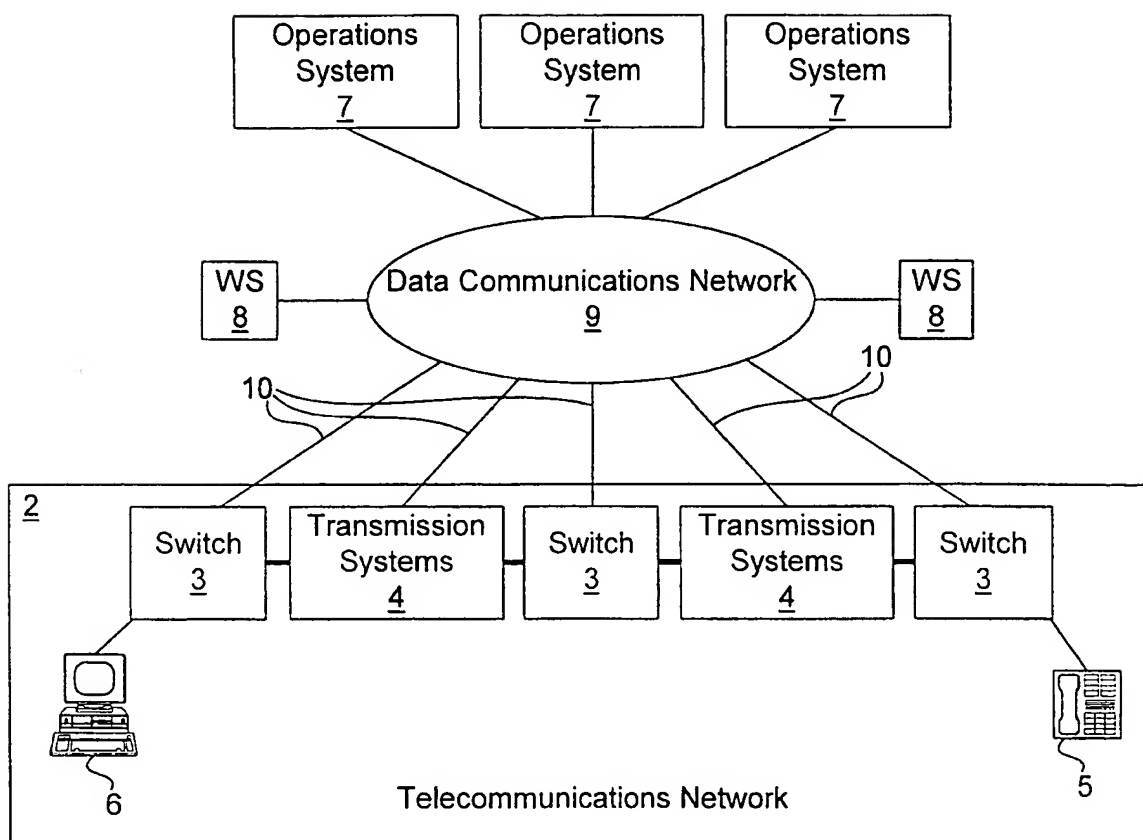 Operations System 7
Operations System 7
Operations System 7
WS 8
Data Communications Network 9
WS 8
10
10
2
Switch 3
Transmission Systems 4
Switch 3
Transmission Systems 4
Switch 3
6
5
Telecommunications Network